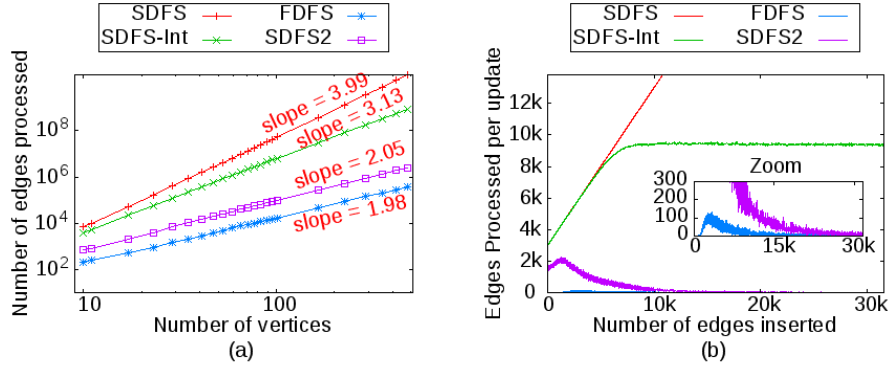 SDFS
FDFS
SDFS-Int
SDFS2
Number of edges processed
10^8
10^6
10^4
10^2
slope = 3.99
slope = 3.13
slope = 2.05
slope = 1.98
10
100
Number of vertices
(a)
SDFS
FDFS
SDFS-Int
SDFS2
Edges Processed per update
12k
10k
8k
6k
4k
2k
0
Zoom
300
200
100
0
15k
30k
0
10k
20k
31k
Number of edges inserted
(b)